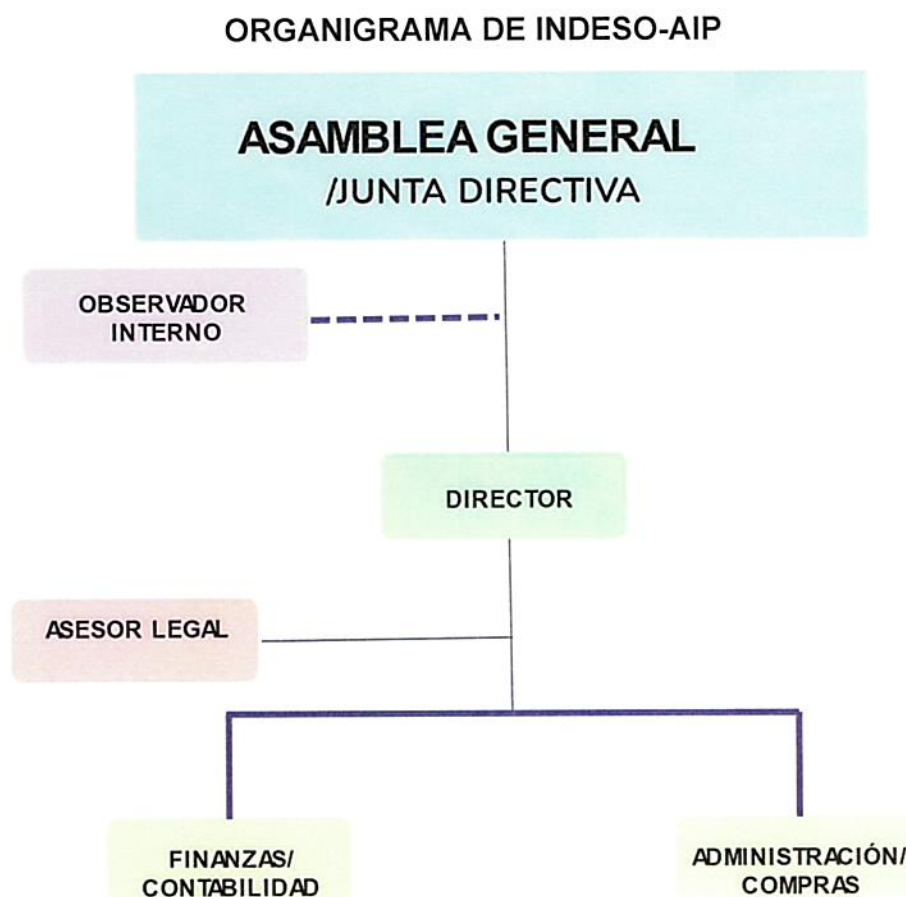 ORGANIGRAMA DE INDESO-AIP
ASAMBLEA GENERAL
/JUNTA DIRECTIVA
OBSERVADOR
INTERNO
DIRECTOR
ASESOR LEGAL
FINANZAS/
CONTABILIDAD
ADMINISTRACIÓN/
COMPRAS